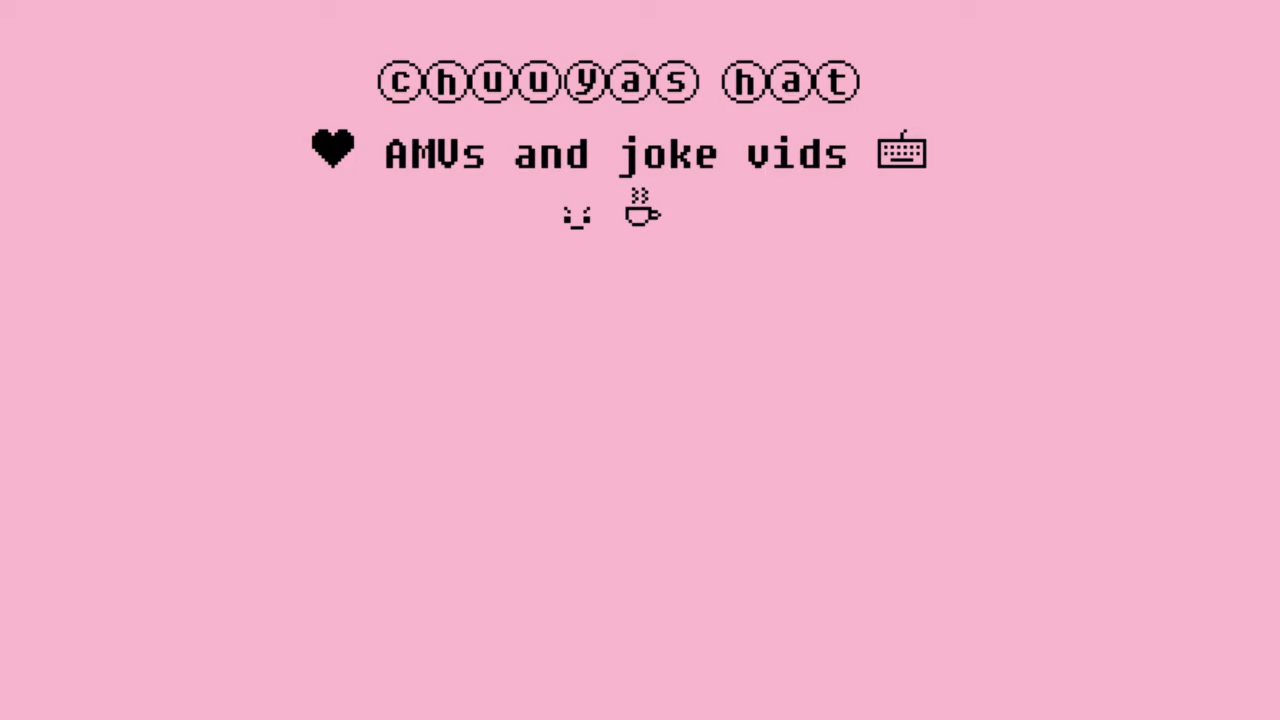 ⓒⓗⓤⓤⓨⓐⓢ ⓗⓐⓣ
♥ AMVs and joke vids ⌨
ඞ ☕